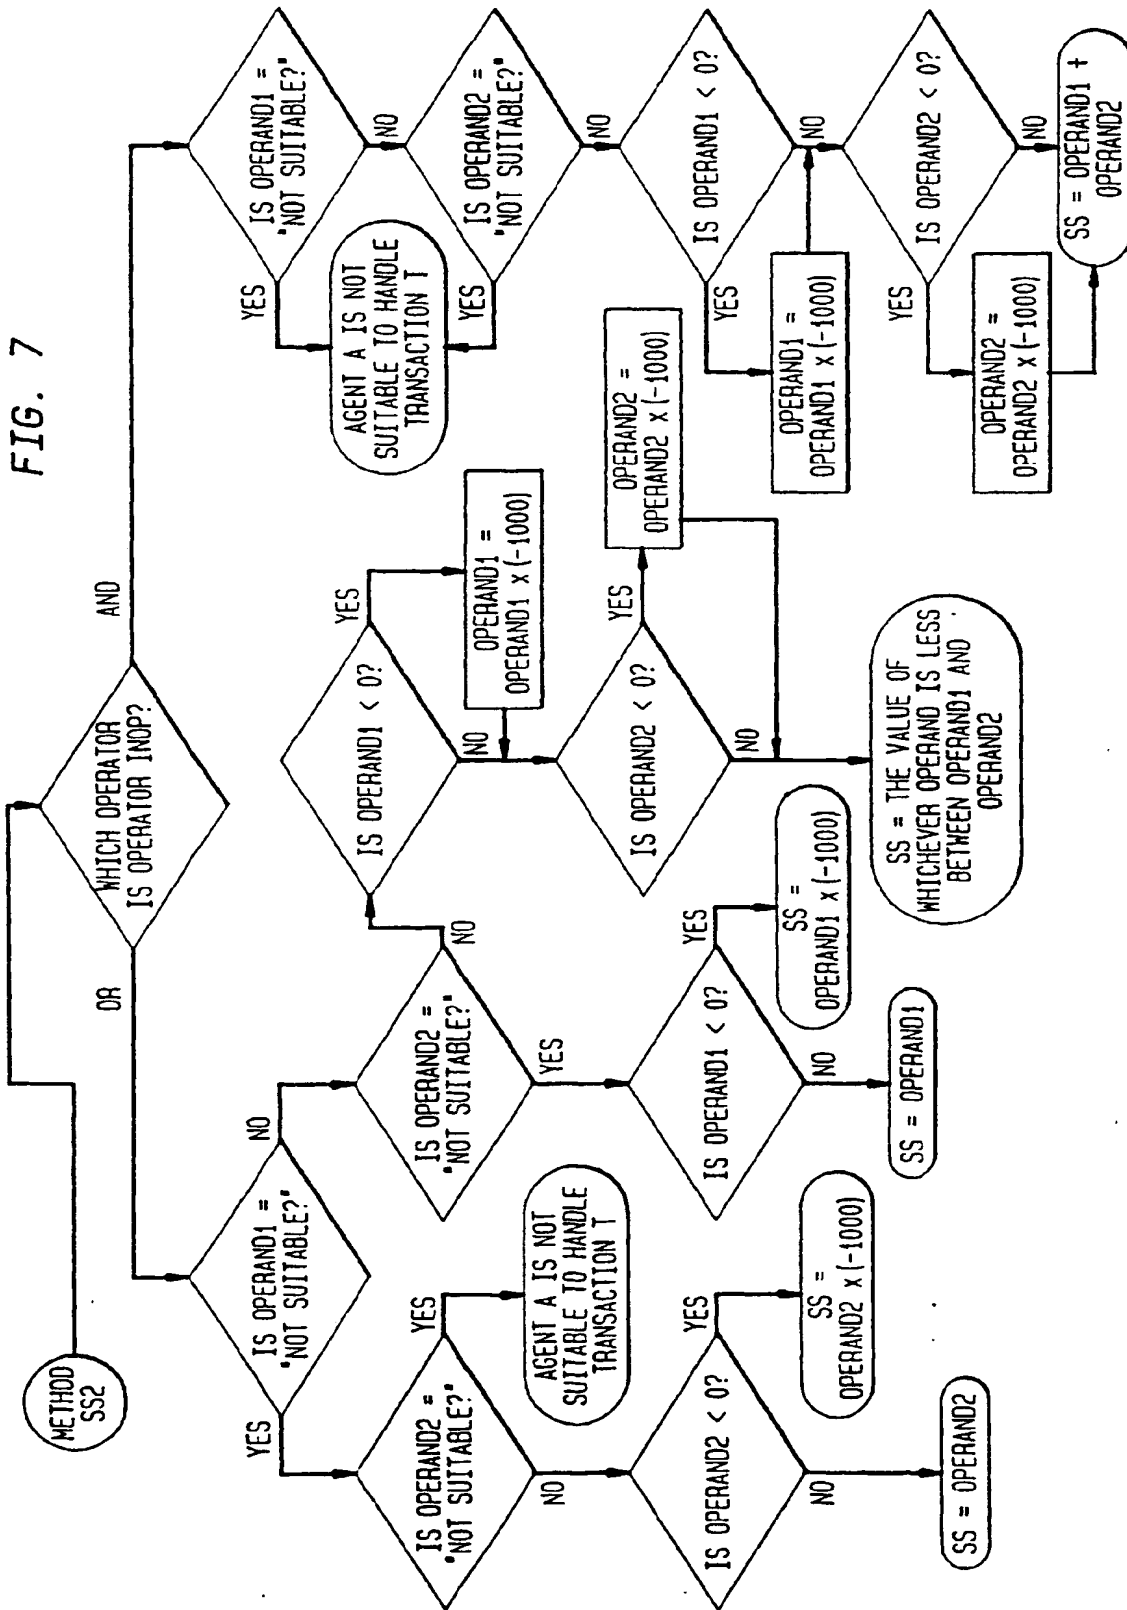 FIG. 7
METHOD
SS2
WHICH OPERATOR
IS OPERATOR INOP?
OR
AND
IS OPERAND1 =
"NOT SUITABLE?"
YES
NO
IS OPERAND2 =
"NOT SUITABLE?"
YES
NO
AGENT A IS NOT
SUITABLE TO HANDLE
TRANSACTION T
IS OPERAND2 < 0?
YES
NO
SS =
OPERAND2 x (-1000)
SS = OPERAND2
IS OPERAND2 =
"NOT SUITABLE?"
NO
YES
IS OPERAND1 < 0?
YES
NO
SS =
OPERAND1 x (-1000)
SS = OPERAND1
IS OPERAND1 < 0?
YES
NO
OPERAND1 =
OPERAND1 x (-1000)
IS OPERAND2 < 0?
YES
NO
OPERAND2 =
OPERAND2 x (-1000)
SS = THE VALUE OF
WHICHEVER OPERAND IS LESS
BETWEEN OPERAND1 AND
OPERAND2
IS OPERAND1 =
"NOT SUITABLE?"
YES
NO
AGENT A IS NOT
SUITABLE TO HANDLE
TRANSACTION T
IS OPERAND2 =
"NOT SUITABLE?"
YES
NO
IS OPERAND1 < 0?
YES
NO
OPERAND1 =
OPERAND1 x (-1000)
IS OPERAND2 < 0?
YES
NO
OPERAND2 =
OPERAND2 x (-1000)
SS = OPERAND1 +
OPERAND2